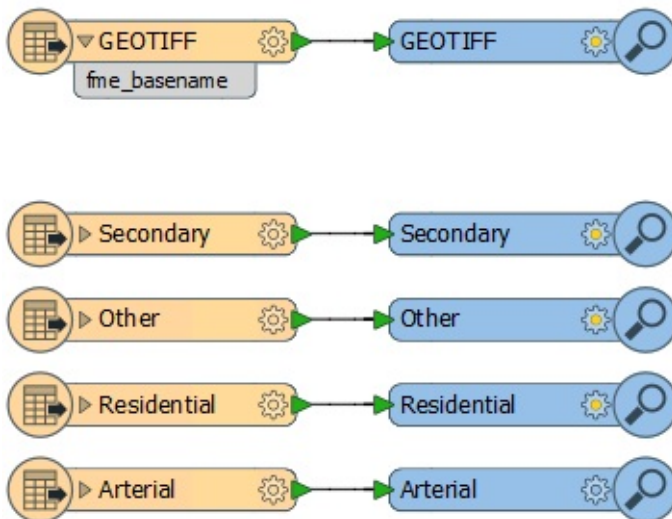 GEOTIFF GEOTIFF
fme_basename
Secondary Secondary
Other Other
Residential Residential
Arterial Arterial